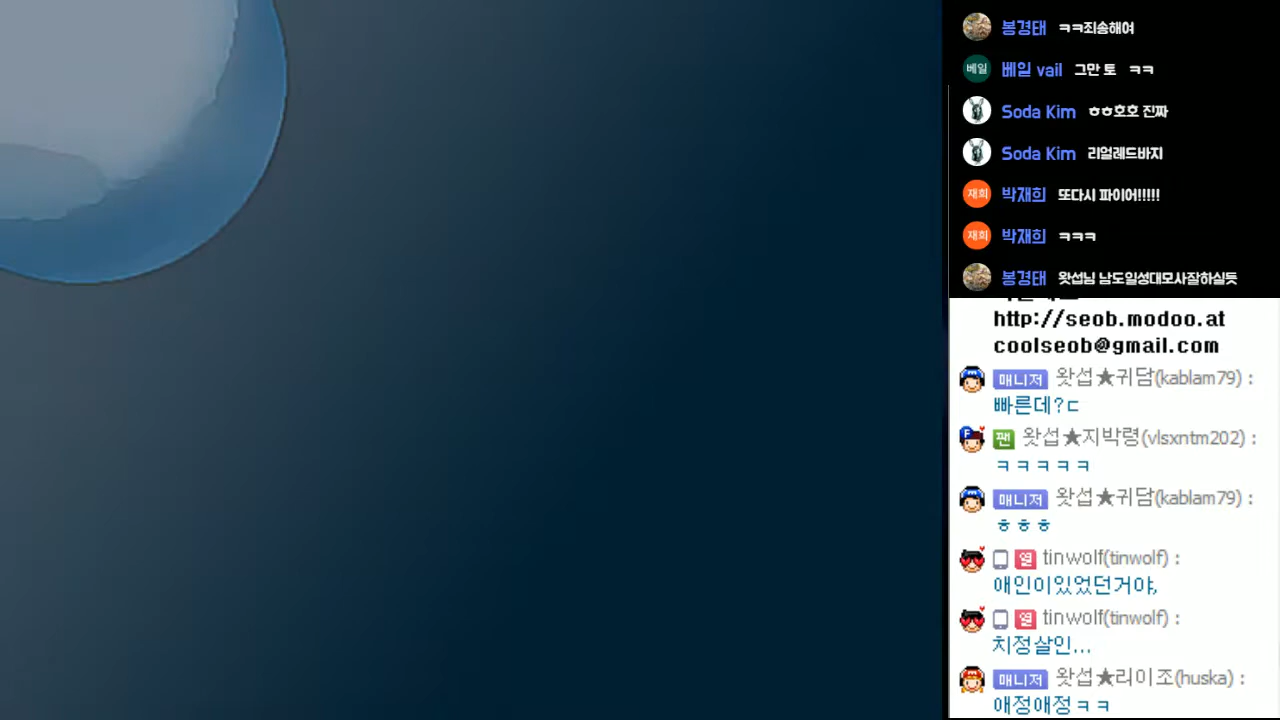 봉경태 ㅋㅋ죄송해여
베일 베일 vail 그만 토 ㅋㅋ
Soda Kim ㅎㅎ호호 진짜
Soda Kim 리얼레드바지
재희 박재희 또다시 파이어!!!!!
재희 박재희 ㅋㅋㅋ
봉경태 왓섭님 남도일성대모사잘하실듯
http://seob.modoo.at
coolseob@gmail.com
매니저 왓섭★귀담(kablam79) :
빠른데?ㄷ
팬 왓섭★지박령(vlsxntm202) :
ㅋㅋㅋㅋㅋ
매니저 왓섭★귀담(kablam79) :
ㅎㅎㅎ
열 tinwolf(tinwolf) :
애인이있었던거야,
열 tinwolf(tinwolf) :
치정살인...
매니저 왓섭★리이조(huska) :
애정애정ㅋㅋ